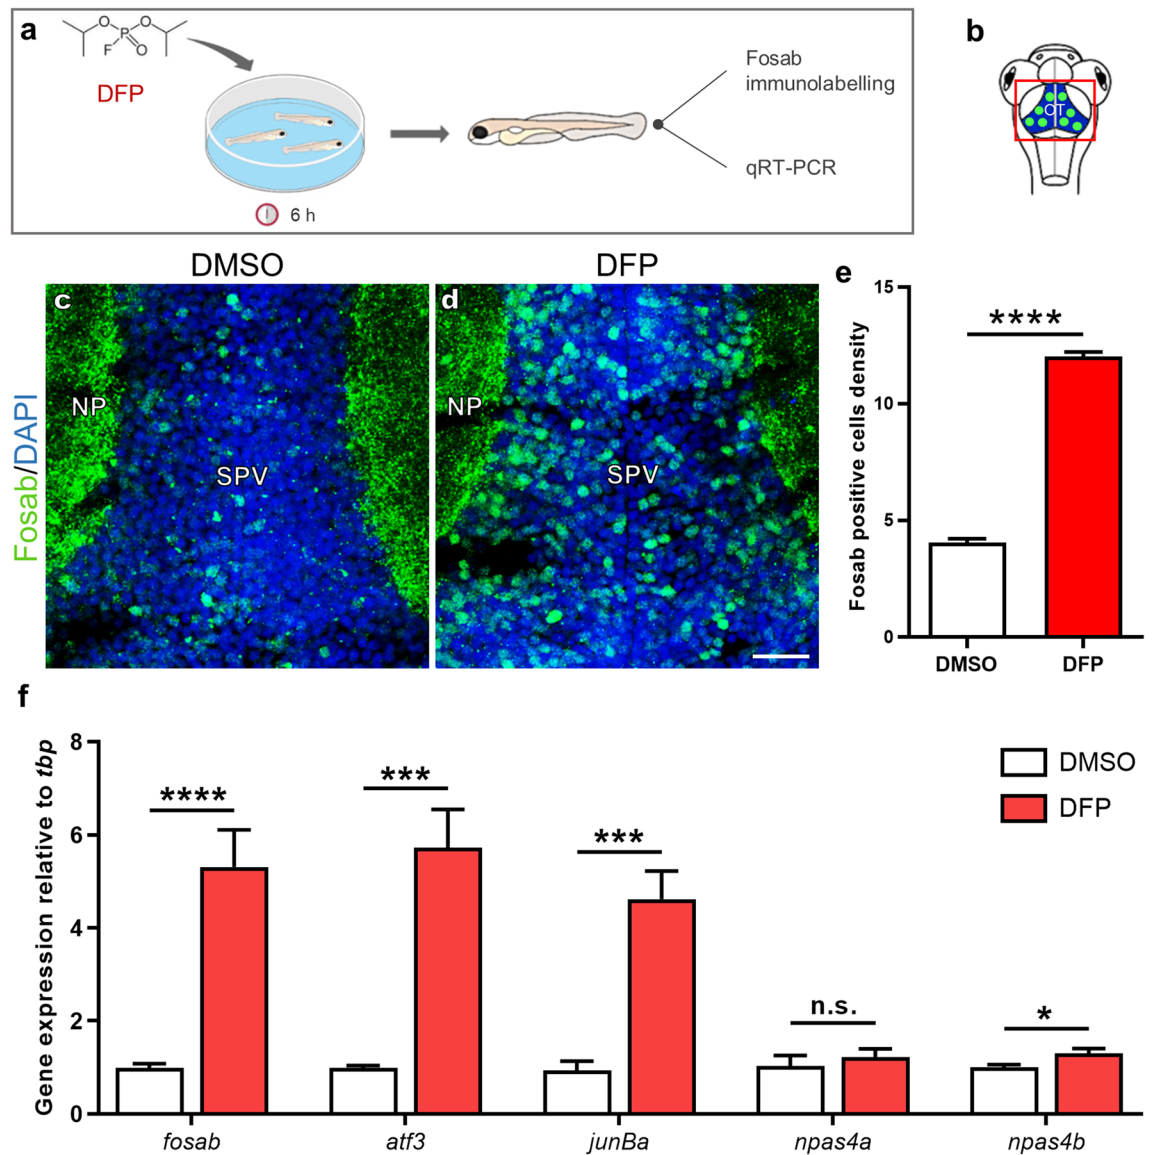 a
O
O
P
F
O
DFP
6 h
Fosab
immunolabelling
qRT-PCR
b
OT
DMSO
DFP
c
d
Fosab/DAPI
NP
SPV
NP
SPV
e
Fosab positive cells density
15
10
5
0
****
DMSO
DFP
f
Gene expression relative to tbp
8
6
4
2
0
****
***
***
n.s.
*
DMSO
DFP
fosab
atf3
junBa
npas4a
npas4b